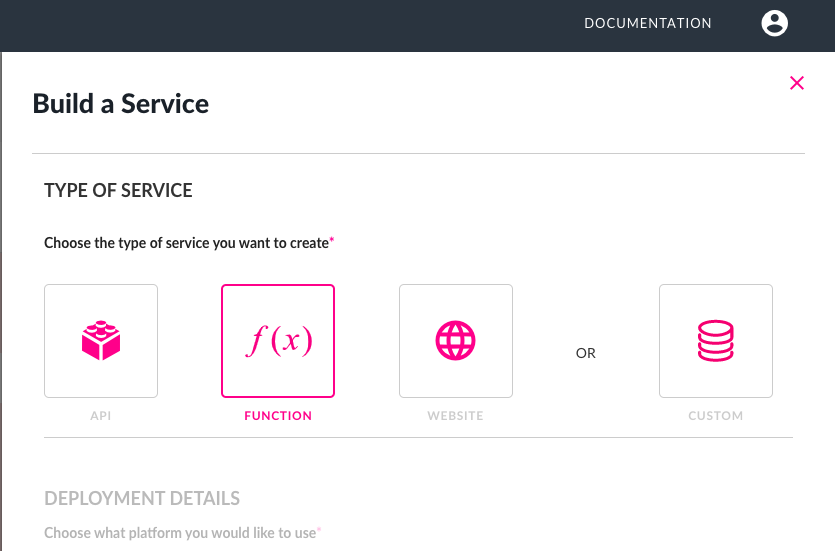 DOCUMENTATION
Build a Service
TYPE OF SERVICE
Choose the type of service you want to create*
f(x)
OR
API
FUNCTION
WEBSITE
CUSTOM
DEPLOYMENT DETAILS
Choose what platform you would like to use*